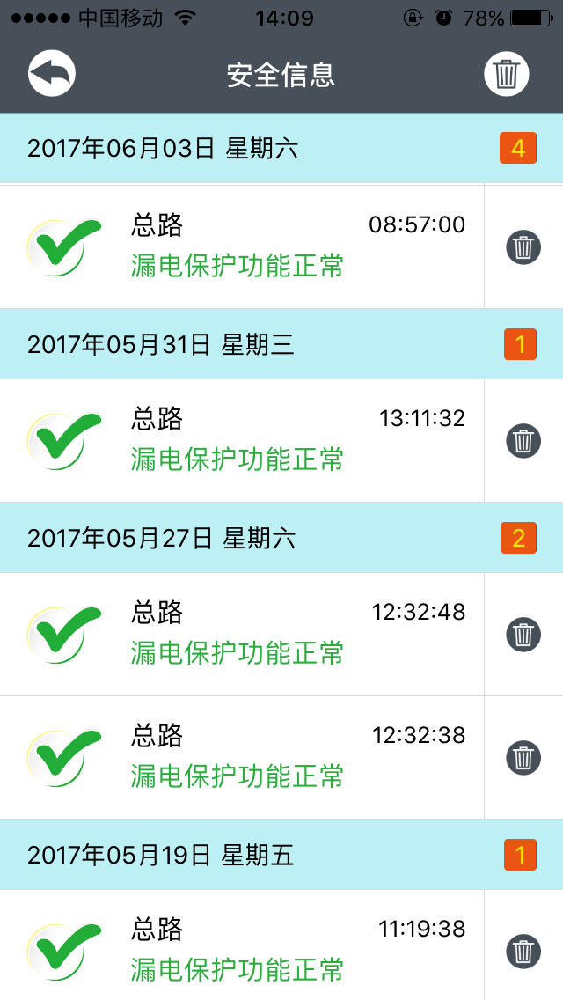 中国移动 14:09 78%
安全信息
2017年06月03日 星期六 4
总路 08:57:00
漏电保护功能正常
2017年05月31日 星期三 1
总路 13:11:32
漏电保护功能正常
2017年05月27日 星期六 2
总路 12:32:48
漏电保护功能正常
总路 12:32:38
漏电保护功能正常
2017年05月19日 星期五 1
总路 11:19:38
漏电保护功能正常